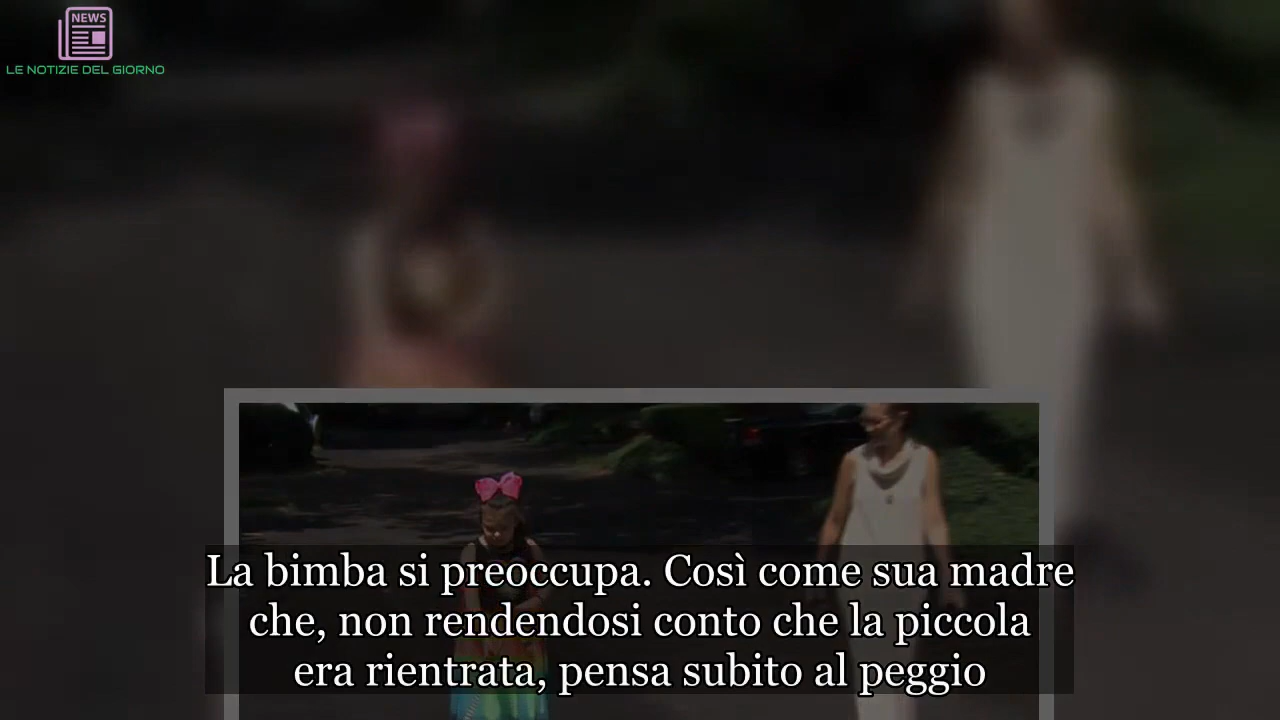 NEWS
LE NOTIZIE DEL GIORNO
La bimba si preoccupa. Così come sua madre
che, non rendendosi conto che la piccola
era rientrata, pensa subito al peggio